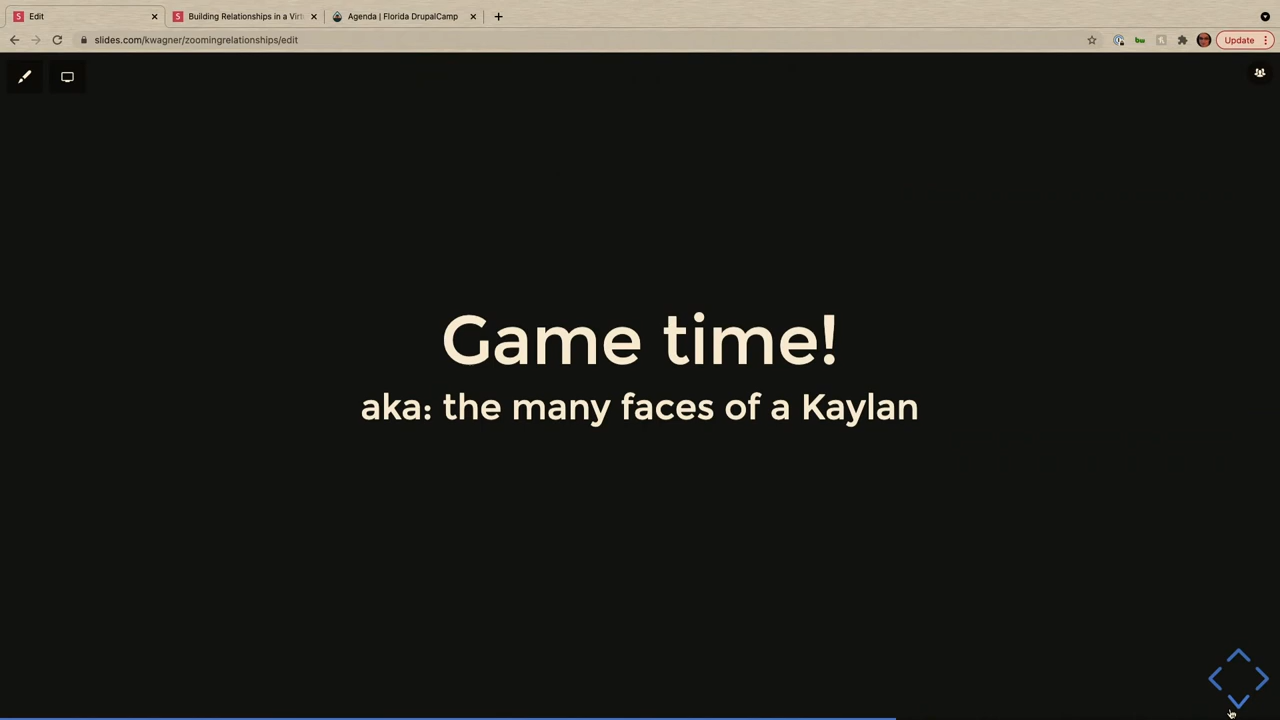 Edit
Building Relationships in a Virt
Agenda | Florida DrupalCamp
slides.com/kwagner/zoomingrelationships/edit
bw
Update
Game time!
aka: the many faces of a Kaylan